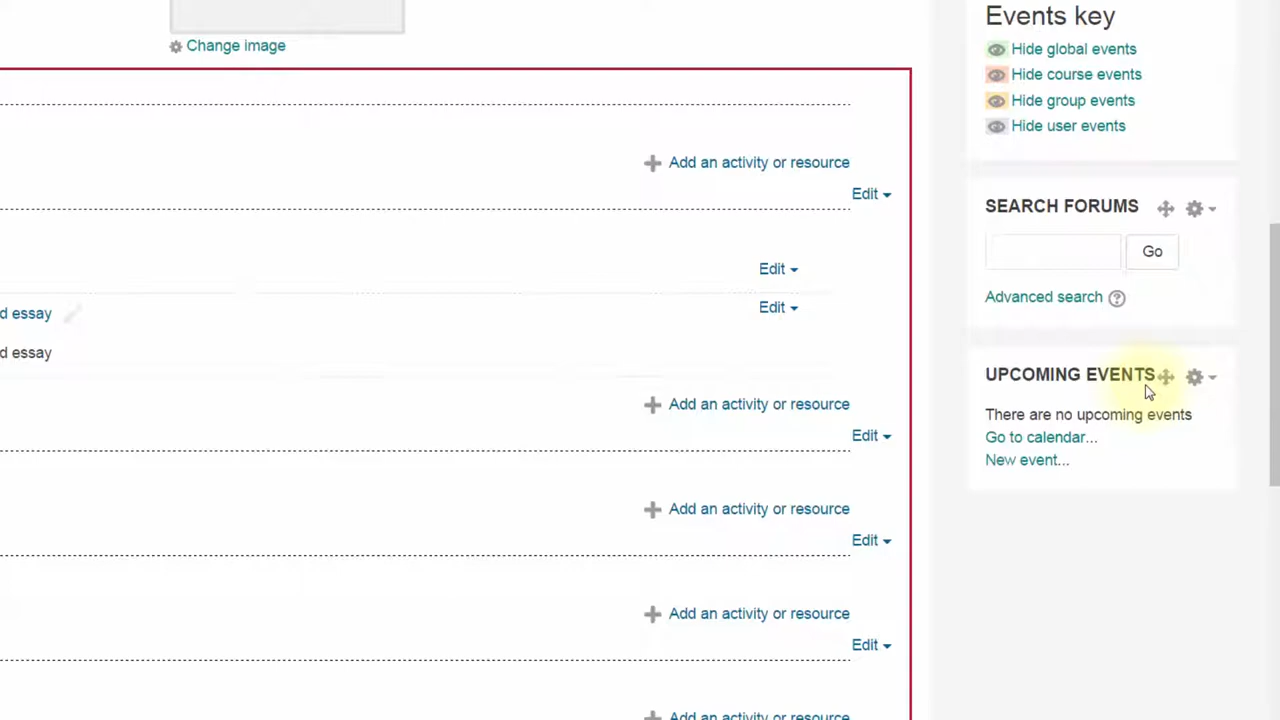 Change image
Add an activity or resource
Edit
Edit
d essay
Edit
d essay
Add an activity or resource
Edit
Add an activity or resource
Edit
Add an activity or resource
Edit
Add an activity or resource
Events key
Hide global events
Hide course events
Hide group events
Hide user events
SEARCH FORUMS
Go
Advanced search ?
UPCOMING EVENTS
There are no upcoming events
Go to calendar...
New event...